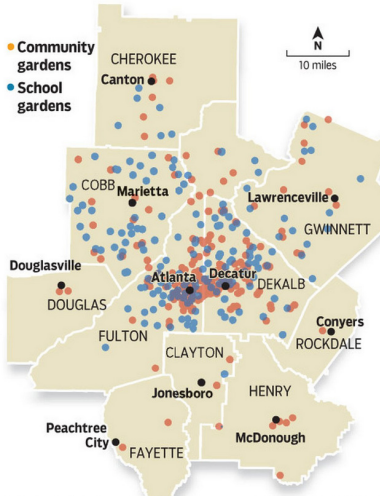 Community
gardens
School
gardens
N
10 miles
CHEROKEE
Canton
COBB
Marietta
Lawrenceville
GWINNETT
Douglasville
DOUGLAS
Atlanta
Decatur
DEKALB
FULTON
Conyers
ROCKDALE
CLAYTON
Jonesboro
HENRY
McDonough
Peachtree
City
FAYETTE